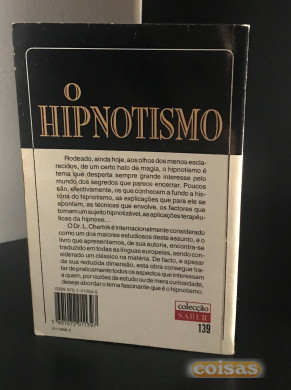 O
HIPNOTISMO
Rodeado, ainda hoje, aos olhos dos menos escla-
recidos, de um certo halo de magia, o hipnotismo é
tema que desperta sempre grande interesse pelo
mundo dos segredos que parece encerrar. Poucos
são, efectivamente, os que conhecem a fundo a his-
tória do hipnotismo, as explicações que para ele se
apontam, as técnicas que envolve, os factores que
tornam um sujeito hipnotizável, as aplicações terapêu-
ticas da hipnose...
O Dr. L. Chertok é internacionalmente considerado
como um dos maiores estudiosos deste assunto, e o
livro que apresentamos, de sua autoria, encontra-se
traduzido em todas as línguas europeias, sendo con-
siderado um clássico na matéria. De facto, a apesar
da sua reduzida dimensão, esta obra consegue tra-
tar de praticamente todos os aspectos que interessam
a quem, por razões de estudo ou de mera curiosidade,
deseje abordar o tema fascinante que é o hipnotismo.
colecção
SABER
139
coisas